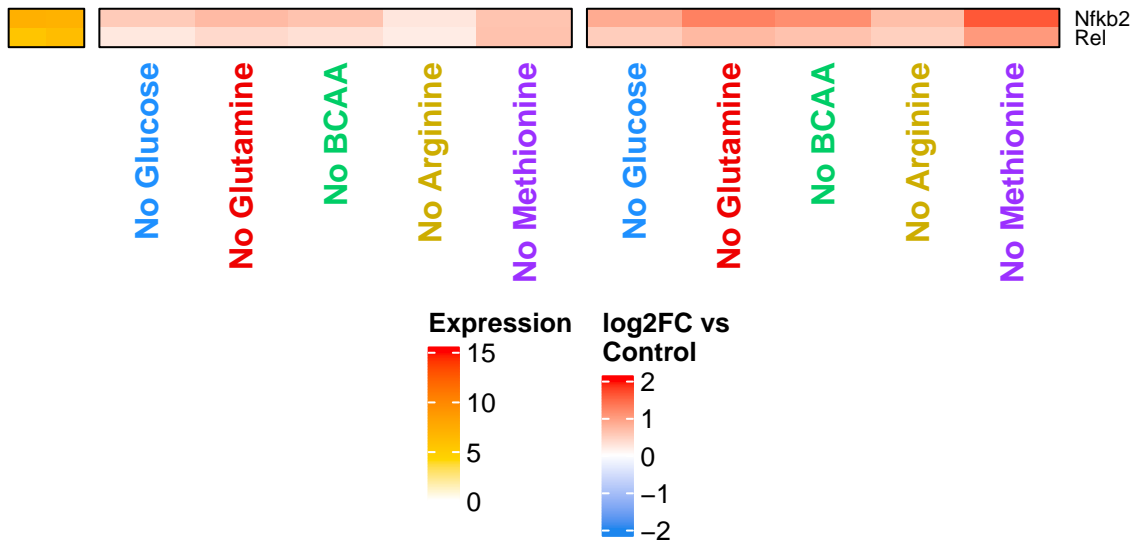 Nfkb2
Rel
No Glucose
No Glutamine
No BCAA
No Arginine
No Methionine
No Glucose
No Glutamine
No BCAA
No Arginine
No Methionine
Expression
15
10
5
0
log2FC vs
Control
2
1
0
−1
−2